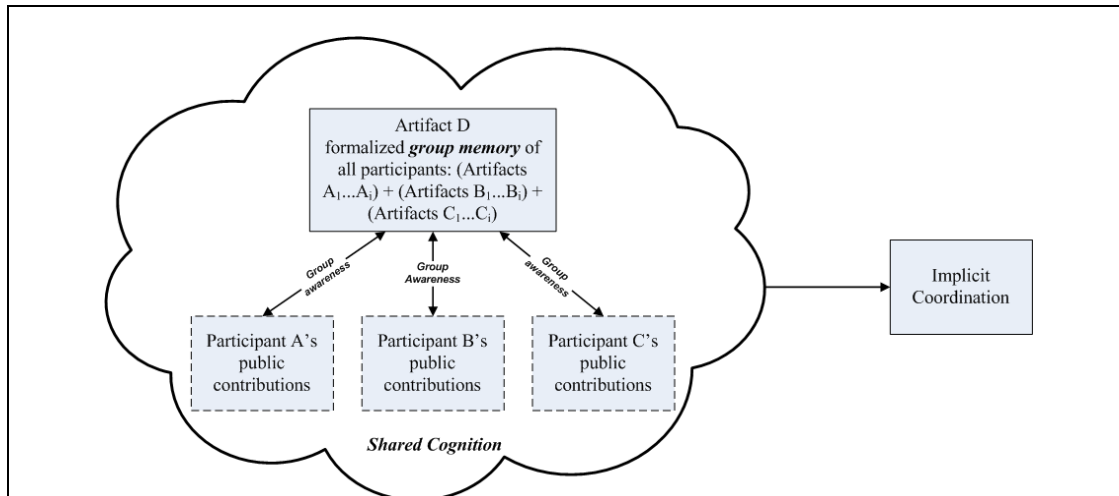 Artifact D
formalized group memory of
all participants: (Artifacts
A₁...Aᵢ) + (Artifacts B₁...Bᵢ) +
(Artifacts C₁...Cᵢ)
Group
awareness
Group
Awareness
Group
awareness
Participant A's
public
contributions
Participant B's
public
contributions
Participant C's
public
contributions
Shared Cognition
Implicit
Coordination